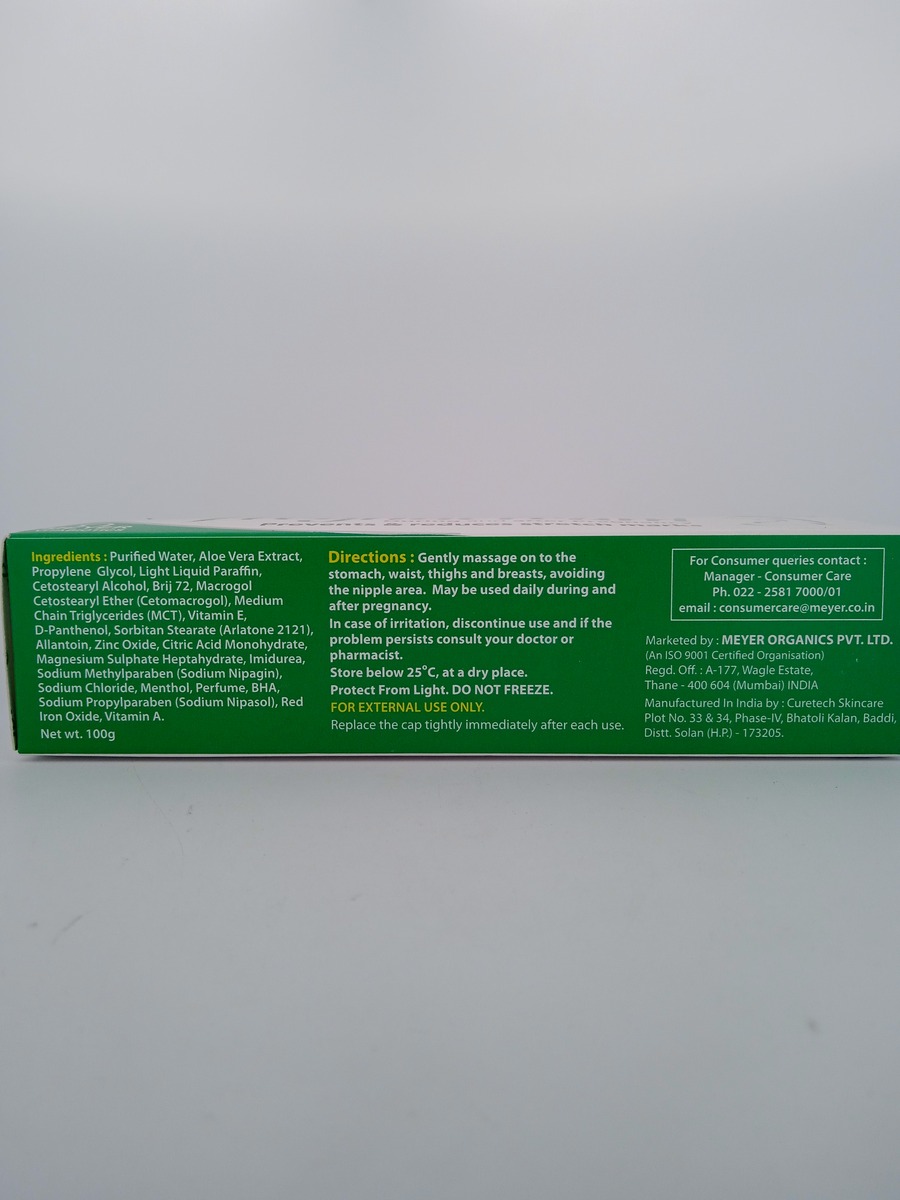 Prevents & reduces stretch marks
Ingredients : Purified Water, Aloe Vera Extract,
Propylene Glycol, Light Liquid Paraffin,
Cetostearyl Alcohol, Brij 72, Macrogol
Cetostearyl Ether (Cetomacrogol), Medium
Chain Triglycerides (MCT), Vitamin E,
D-Panthenol, Sorbitan Stearate (Arlatone 2121),
Allantoin, Zinc Oxide, Citric Acid Monohydrate,
Magnesium Sulphate Heptahydrate, Imidurea,
Sodium Methylparaben (Sodium Nipagin),
Sodium Chloride, Menthol, Perfume, BHA,
Sodium Propylparaben (Sodium Nipasol), Red
Iron Oxide, Vitamin A.
Net wt. 100g
Directions : Gently massage on to the
stomach, waist, thighs and breasts, avoiding
the nipple area. May be used daily during and
after pregnancy.
In case of irritation, discontinue use and if the
problem persists consult your doctor or
pharmacist.
Store below 25°C, at a dry place.
Protect From Light. DO NOT FREEZE.
FOR EXTERNAL USE ONLY.
Replace the cap tightly immediately after each use.
For Consumer queries contact :
Manager - Consumer Care
Ph. 022 - 2581 7000/01
email : consumercare@meyer.co.in
Marketed by : MEYER ORGANICS PVT. LTD.
(An ISO 9001 Certified Organisation)
Regd. Off. : A-177, Wagle Estate,
Thane - 400 604 (Mumbai) INDIA
Manufactured In India by : Curetech Skincare
Plot No. 33 & 34, Phase-IV, Bhatoli Kalan, Baddi,
Distt. Solan (H.P.) - 173205.